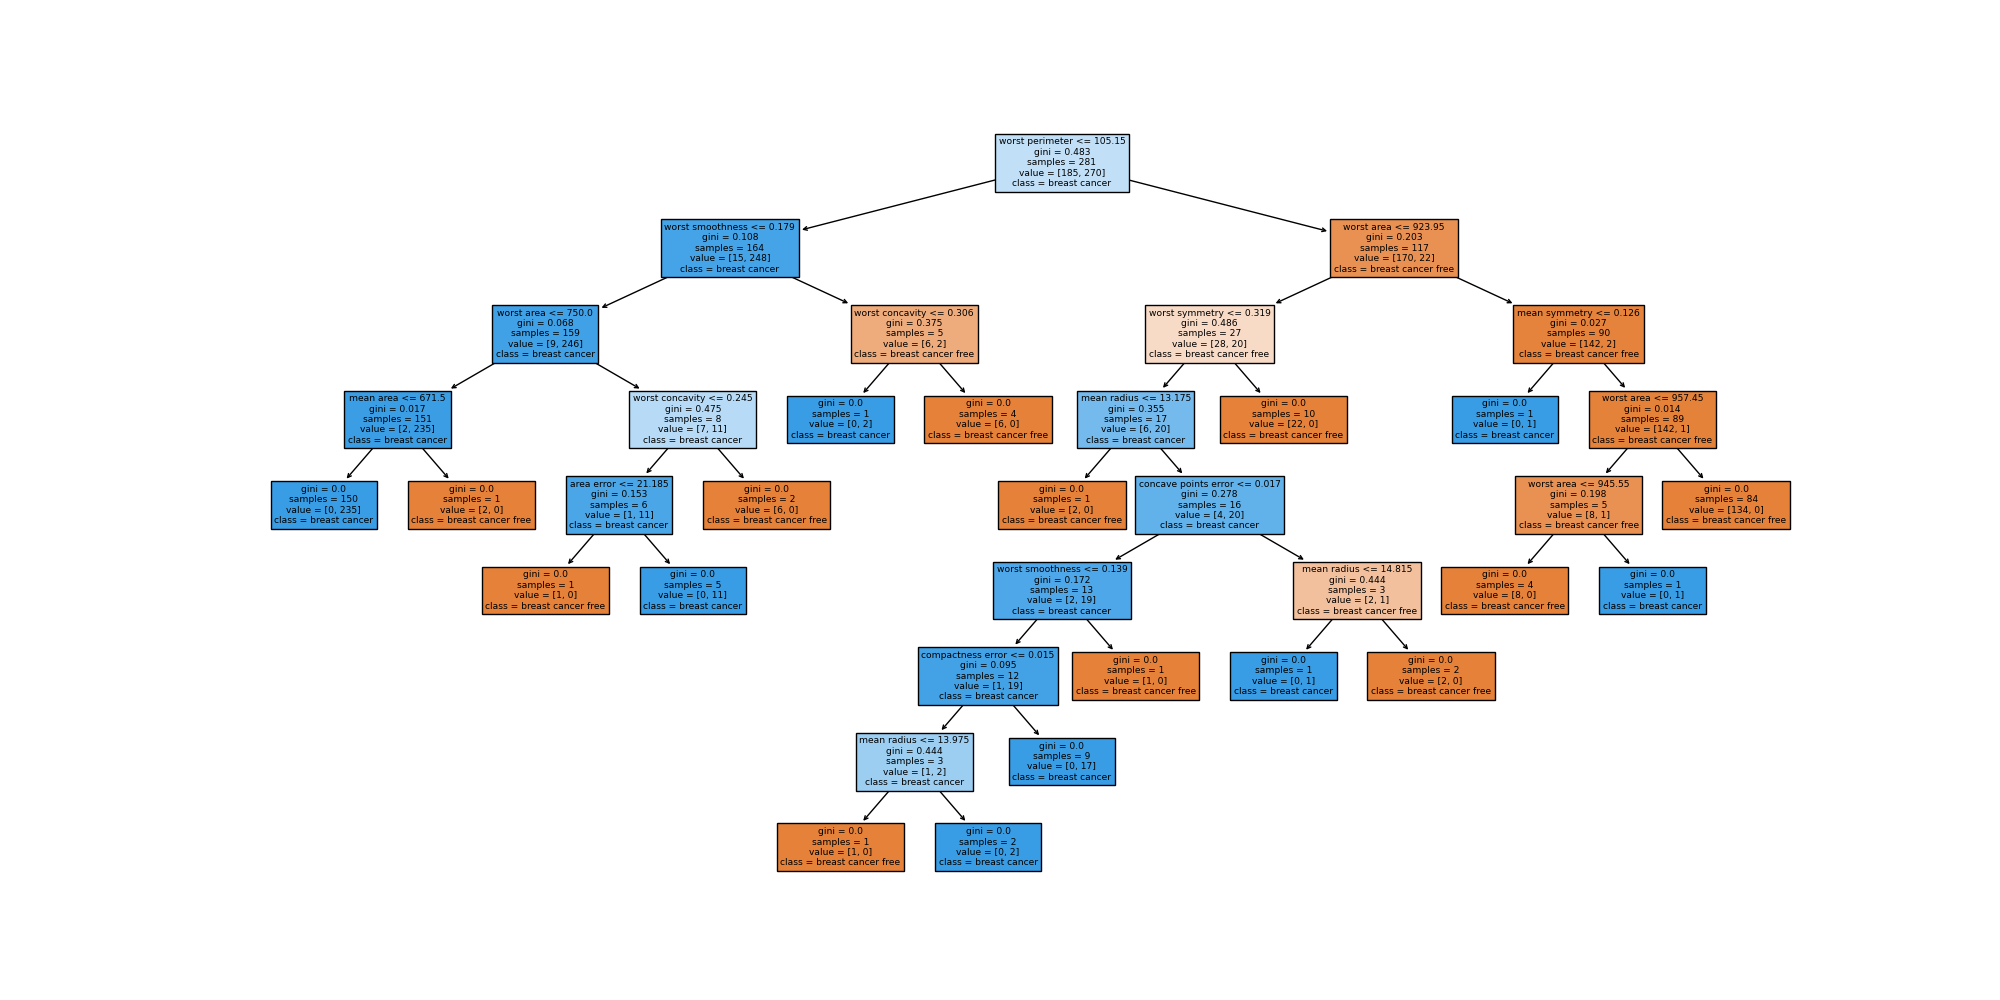 worst perimeter <= 105.15
gini = 0.483
samples = 281
value = [185, 270]
class = breast cancer
worst smoothness <= 0.179
gini = 0.108
samples = 164
value = [15, 248]
class = breast cancer
worst area <= 923.95
gini = 0.203
samples = 117
value = [170, 22]
class = breast cancer free
worst area <= 750.0
gini = 0.068
samples = 159
value = [9, 246]
class = breast cancer
worst concavity <= 0.306
gini = 0.375
samples = 5
value = [6, 2]
class = breast cancer free
worst symmetry <= 0.319
gini = 0.486
samples = 27
value = [28, 20]
class = breast cancer free
mean symmetry <= 0.126
gini = 0.027
samples = 90
value = [142, 2]
class = breast cancer free
mean area <= 671.5
gini = 0.017
samples = 151
value = [2, 235]
class = breast cancer
worst concavity <= 0.245
gini = 0.475
samples = 8
value = [7, 11]
class = breast cancer
gini = 0.0
samples = 1
value = [0, 2]
class = breast cancer
gini = 0.0
samples = 4
value = [6, 0]
class = breast cancer free
mean radius <= 13.175
gini = 0.355
samples = 17
value = [6, 20]
class = breast cancer
gini = 0.0
samples = 10
value = [22, 0]
class = breast cancer free
gini = 0.0
samples = 1
value = [0, 1]
class = breast cancer
worst area <= 957.45
gini = 0.014
samples = 89
value = [142, 1]
class = breast cancer free
gini = 0.0
samples = 150
value = [0, 235]
class = breast cancer
gini = 0.0
samples = 1
value = [2, 0]
class = breast cancer free
area error <= 21.185
gini = 0.153
samples = 6
value = [1, 11]
class = breast cancer
gini = 0.0
samples = 2
value = [6, 0]
class = breast cancer free
gini = 0.0
samples = 1
value = [2, 0]
class = breast cancer free
concave points error <= 0.017
gini = 0.278
samples = 16
value = [4, 20]
class = breast cancer
worst area <= 945.55
gini = 0.198
samples = 5
value = [8, 1]
class = breast cancer free
gini = 0.0
samples = 84
value = [134, 0]
class = breast cancer free
gini = 0.0
samples = 1
value = [1, 0]
class = breast cancer free
gini = 0.0
samples = 5
value = [0, 11]
class = breast cancer
worst smoothness <= 0.139
gini = 0.172
samples = 13
value = [2, 19]
class = breast cancer
mean radius <= 14.815
gini = 0.444
samples = 3
value = [2, 1]
class = breast cancer free
gini = 0.0
samples = 4
value = [8, 0]
class = breast cancer free
gini = 0.0
samples = 1
value = [0, 1]
class = breast cancer
compactness error <= 0.015
gini = 0.095
samples = 12
value = [1, 19]
class = breast cancer
gini = 0.0
samples = 1
value = [1, 0]
class = breast cancer free
gini = 0.0
samples = 1
value = [0, 1]
class = breast cancer
gini = 0.0
samples = 2
value = [2, 0]
class = breast cancer free
mean radius <= 13.975
gini = 0.444
samples = 3
value = [1, 2]
class = breast cancer
gini = 0.0
samples = 9
value = [0, 17]
class = breast cancer
gini = 0.0
samples = 1
value = [1, 0]
class = breast cancer free
gini = 0.0
samples = 2
value = [0, 2]
class = breast cancer